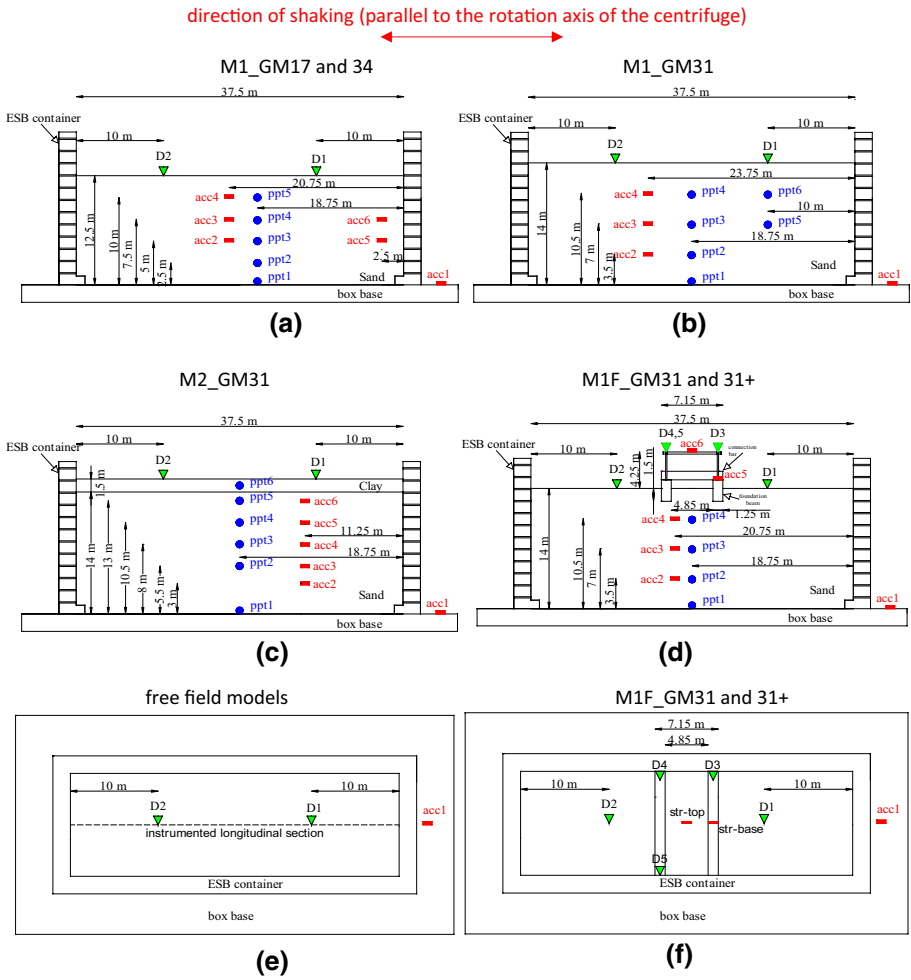 direction of shaking (parallel to the rotation axis of the centrifuge)
M1_GM17 and 34
37.5 m
ESB container
10 m
10 m
D2
D1
20.75 m
acc4
ppt5
18.75 m
acc3
ppt4
acc6
acc2
ppt3
acc5
ppt2
2.5 m
ppt1
12.5 m
10 m
7.5 m
5 m
2.5 m
Sand
acc1
box base
(a)
M1_GM31
37.5 m
ESB container
10 m
10 m
D2
D1
23.75 m
acc4
ppt4
ppt6
10 m
acc3
ppt3
ppt5
18.75 m
acc2
ppt2
ppt1
14 m
10.5 m
7 m
3.5 m
Sand
acc1
box base
(b)
M2_GM31
37.5 m
ESB container
10 m
10 m
D2
D1
1.5 m
ppt6
Clay
ppt5
acc6
ppt4
acc5
11.25 m
ppt3
acc4
18.75 m
ppt2
acc3
acc2
ppt1
14 m
13 m
10.5 m
8 m
5.5 m
3 m
Sand
acc1
box base
(c)
M1F_GM31 and 31+
7.15 m
37.5 m
ESB container
D4,5
D3
acc6
connection
bar
10 m
10 m
4.25 m
1.5 m
D2
acc5
D1
foundation
beam
4.85 m
1.25 m
acc4
ppt4
20.75 m
acc3
ppt3
18.75 m
acc2
ppt2
ppt1
14 m
10.5 m
7 m
3.5 m
Sand
acc1
box base
(d)
free field models
10 m
10 m
D2
D1
acc1
instrumented longitudinal section
ESB container
box base
(e)
M1F_GM31 and 31+
7.15 m
4.85 m
D4
D3
10 m
10 m
D2
str-top
D1
acc1
str-base
D5
ESB container
box base
(f)